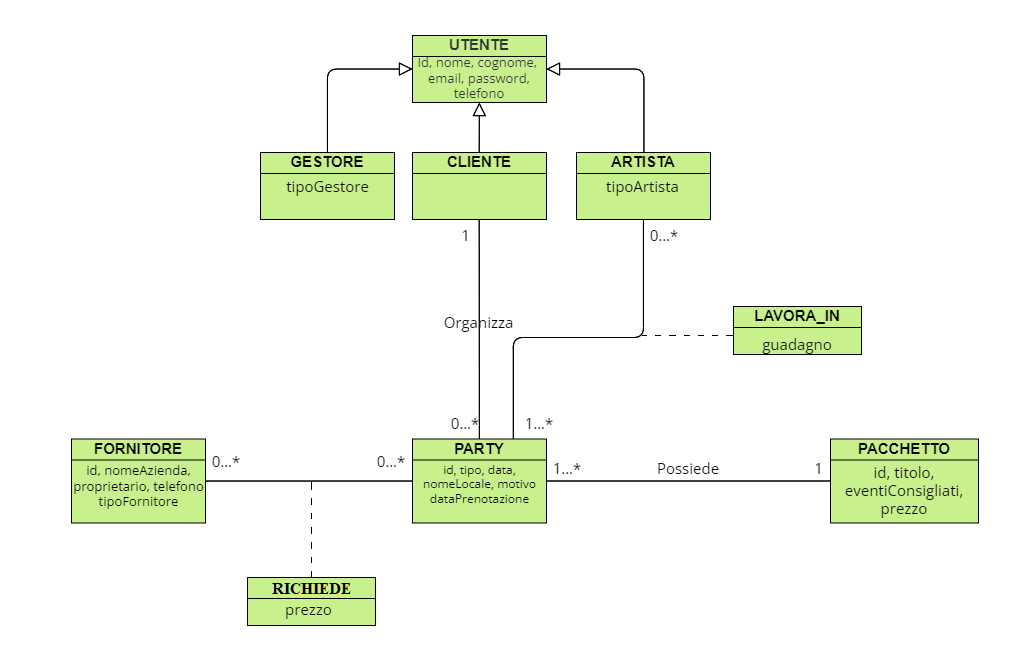 UTENTE
Id, nome, cognome,
email, password,
telefono
GESTORE
tipoGestore
CLIENTE
ARTISTA
tipoArtista
1
0...*
Organizza
LAVORA_IN
guadagno
0...*
1...*
FORNITORE
id, nomeAzienda,
proprietario, telefono
tipoFornitore
0...*
0...*
PARTY
id, tipo, data,
nomeLocale, motivo
dataPrenotazione
1...*
Possiede
1
PACCHETTO
id, titolo,
eventiConsigliati,
prezzo
RICHIEDE
prezzo